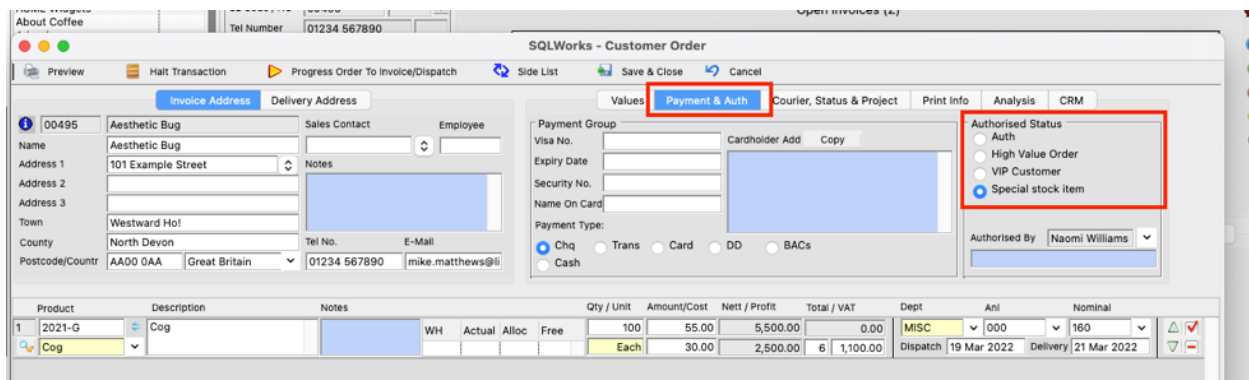 About Coffee
Tel Number 01234 567890
Open Invoices (2)
SQLWorks - Customer Order
Preview Halt Transaction Progress Order To Invoice/Dispatch Side List Save & Close Cancel
Invoice Address Delivery Address
Values Payment & Auth Courier, Status & Project Print Info Analysis CRM
00495 Aesthetic Bug
Name Aesthetic Bug
Address 1 101 Example Street
Address 2
Address 3
Town Westward Ho!
County North Devon
Postcode/Countr AA00 0AA Great Britain
Sales Contact Employee
Notes
Tel No. E-Mail
01234 567890 mike.matthews@li
Payment Group
Visa No.
Expiry Date
Security No.
Name On Card
Cardholder Add Copy
Payment Type:
Chq Trans Card DD BACs
Cash
Authorised Status
Auth
High Value Order
VIP Customer
Special stock item
Authorised By Naomi Williams
Product Description Notes Qty / Unit Amount/Cost Nett / Profit Total / VAT Dept Anl Nominal
1 2021-G Cog WH Actual Alloc Free 100 55.00 5,500.00 0.00 MISC 000 160
Cog Each 30.00 2,500.00 6 1,100.00 Dispatch 19 Mar 2022 Delivery 21 Mar 2022